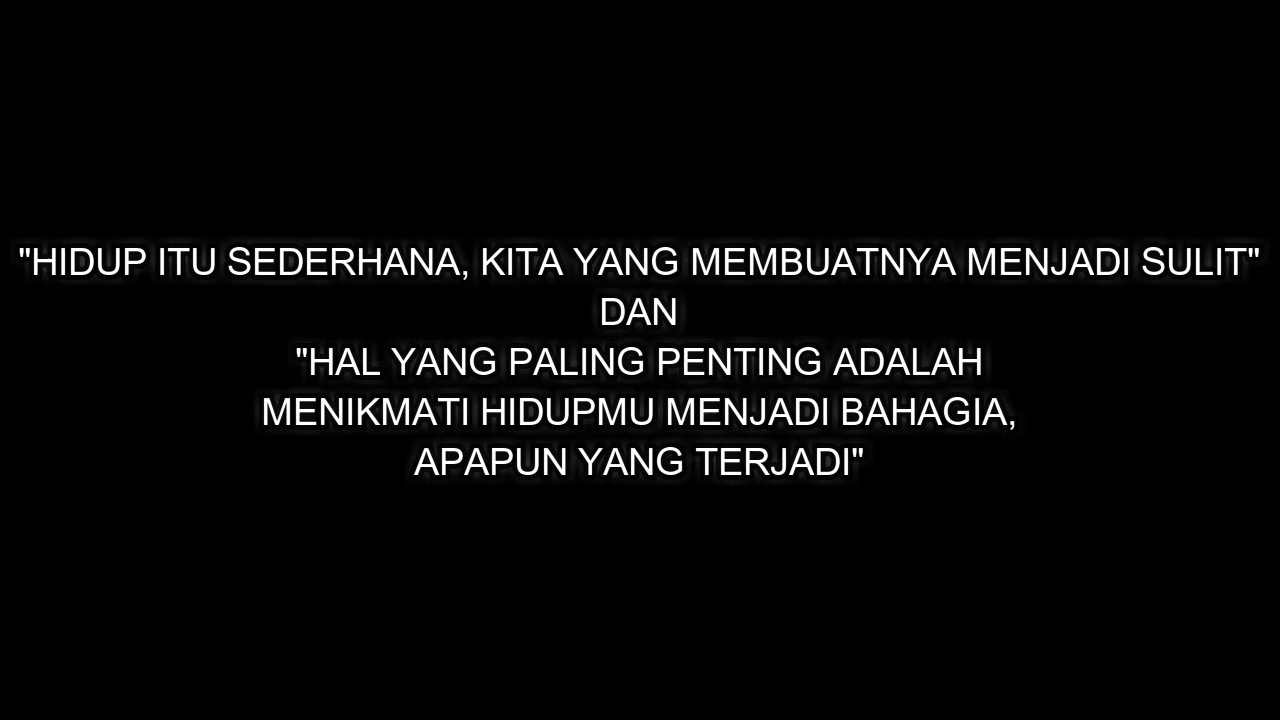 "HIDUP ITU SEDERHANA, KITA YANG MEMBUATNYA MENJADI SULIT"
DAN
"HAL YANG PALING PENTING ADALAH
MENIKMATI HIDUPMU MENJADI BAHAGIA,
APAPUN YANG TERJADI"